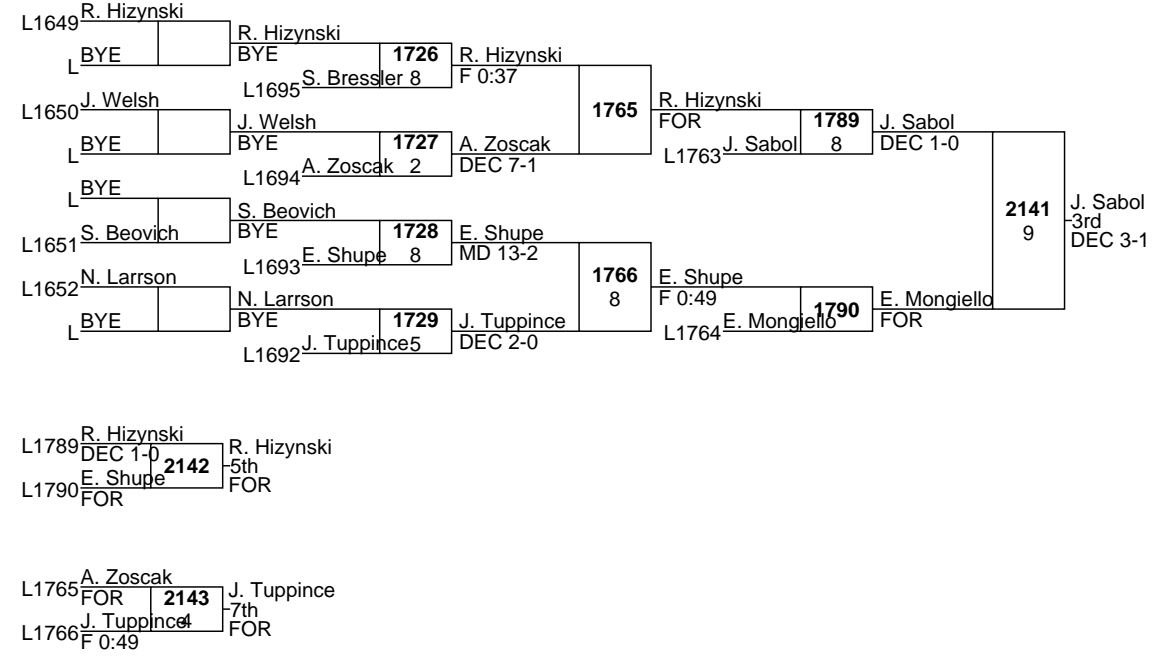 L1649 R. Hizynski
L BYE
R. Hizynski
BYE
1726
8
L1695 S. Bressler
R. Hizynski
F 0:37
L1650 J. Welsh
L BYE
J. Welsh
BYE
1727
2
L1694 A. Zoscak
A. Zoscak
DEC 7-1
1765
R. Hizynski
FOR
1789
8
L1763 J. Sabol
J. Sabol
DEC 1-0
L BYE
L1651 S. Beovich
S. Beovich
BYE
1728
8
L1693 E. Shupe
E. Shupe
MD 13-2
L1652 N. Larrson
L BYE
N. Larrson
BYE
1729
5
L1692 J. Tuppince
J. Tuppince
DEC 2-0
1766
8
E. Shupe
F 0:49
1790
L1764 E. Mongiello
E. Mongiello
FOR
2141
9
J. Sabol
3rd
DEC 3-1
L1789 R. Hizynski
DEC 1-0
L1790 E. Shupe
FOR
2142
R. Hizynski
5th
FOR
L1765 A. Zoscak
FOR
L1766 J. Tuppince
F 0:49
2143
4
J. Tuppince
7th
FOR